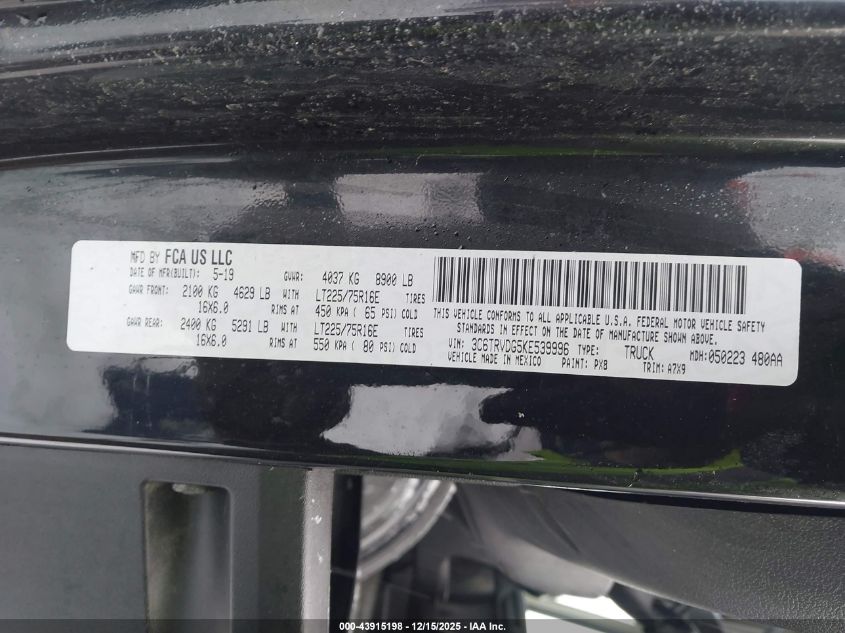 MFD BY FCA US LLC
DATE OF MFR(BUILT): 5-19 GVWR: 4037 KG 8900 LB
GAWR FRONT: 2100 KG 4629 LB WITH LT225/75R16E TIRES
16X6.0 RIMS AT 450 KPA ( 65 PSI) COLD
GAWR REAR: 2400 KG 5291 LB WITH LT225/75R16E TIRES
16X6.0 RIMS AT 550 KPA ( 80 PSI) COLD
THIS VEHICLE CONFORMS TO ALL APPLICABLE U.S.A. FEDERAL MOTOR VEHICLE SAFETY
STANDARDS IN EFFECT ON THE DATE OF MANUFACTURE SHOWN ABOVE.
VIN: 3C6TRVDG5KE539996 TYPE: TRUCK MDH: 050223 480AA
VEHICLE MADE IN MEXICO PAINT: PX8 TRIM: A7X9
000-43915198 - 12/15/2025 - IAA Inc.